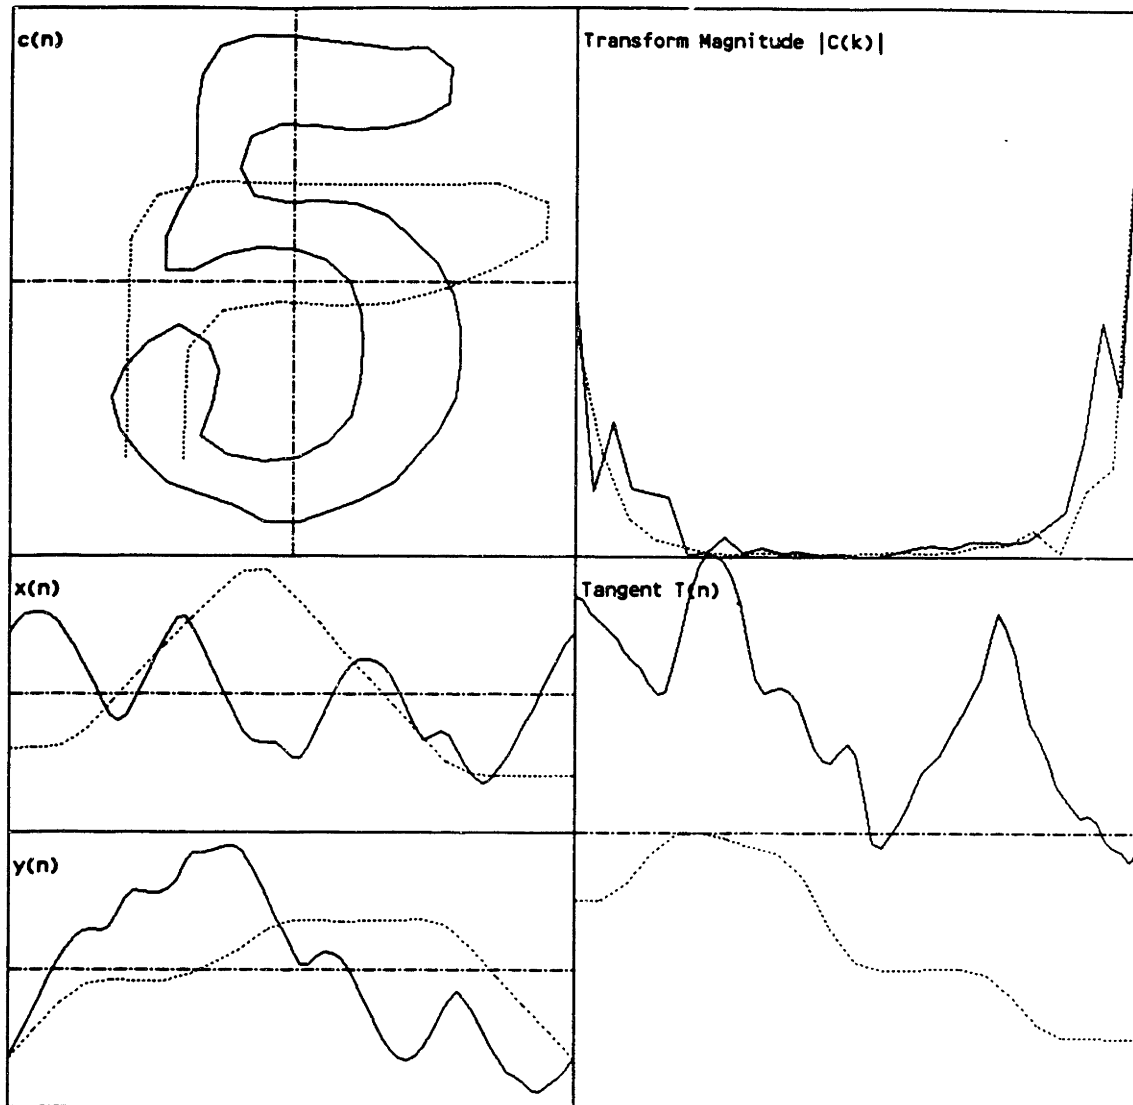 c(n)
Transform Magnitude |C(k)|
x(n)
Tangent T(n)
y(n)